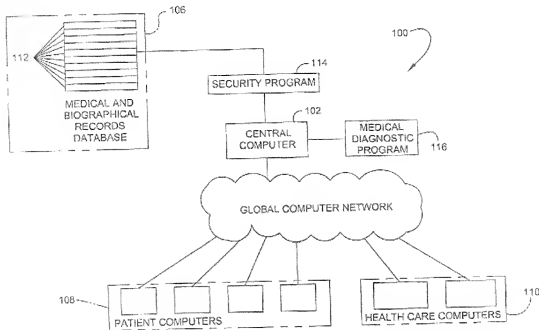 106
112
MEDICAL AND
BIOGRAPHICAL
RECORDS
DATABASE
100
114
SECURITY PROGRAM
102
CENTRAL
COMPUTER
MEDICAL
DIAGNOSTIC
PROGRAM
116
GLOBAL COMPUTER NETWORK
108
PATIENT COMPUTERS
HEALTH CARE COMPUTERS
110